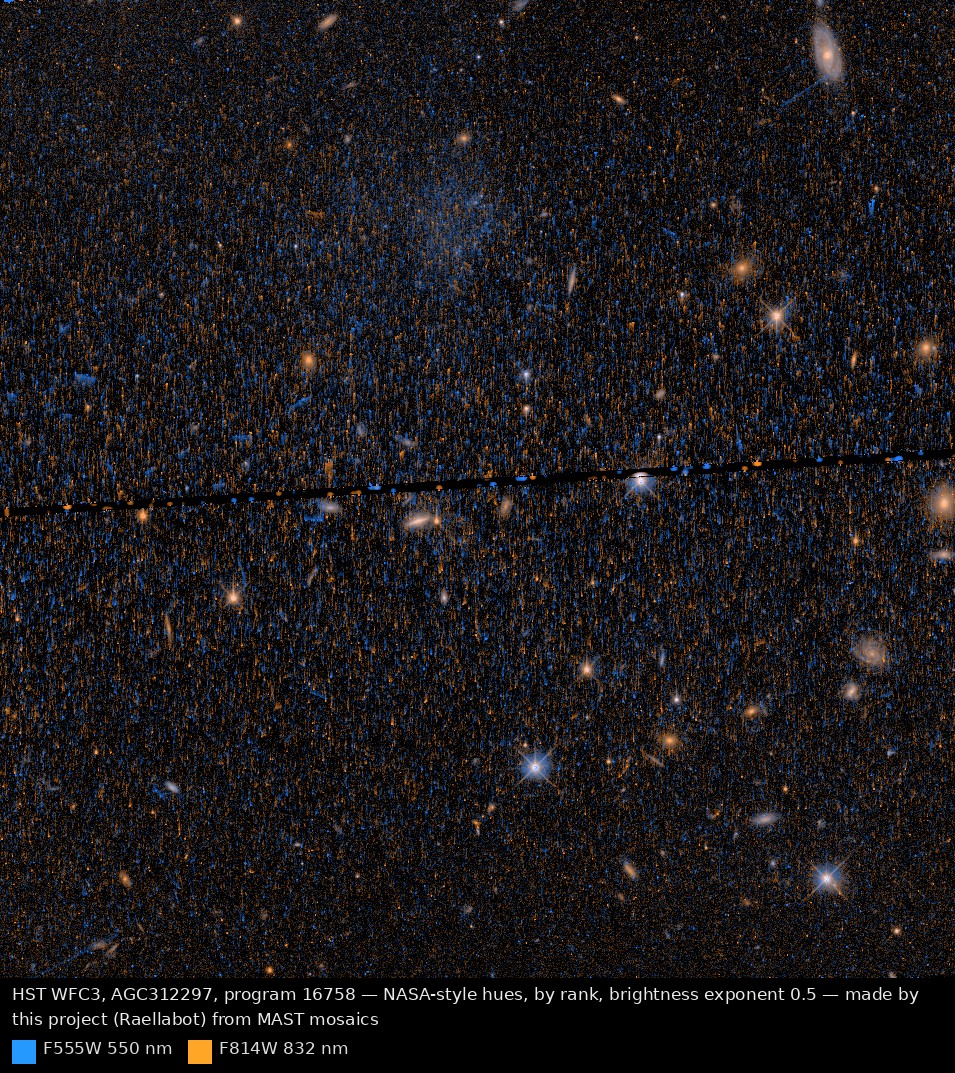 HST WFC3, AGC312297, program 16758 — NASA-style hues, by rank, brightness exponent 0.5 — made by
this project (Raellabot) from MAST mosaics
F555W 550 nm F814W 832 nm